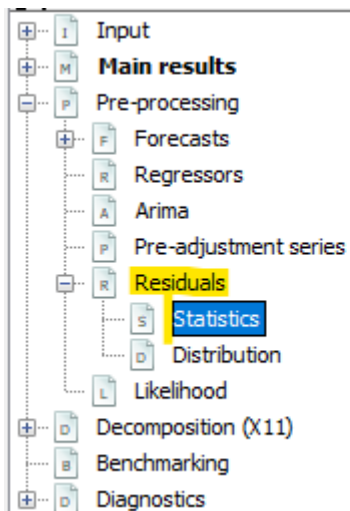 I Input
M Main results
P Pre-processing
F Forecasts
R Regressors
A Arima
P Pre-adjustment series
R Residuals
S Statistics
D Distribution
L Likelihood
D Decomposition (X11)
B Benchmarking
D Diagnostics